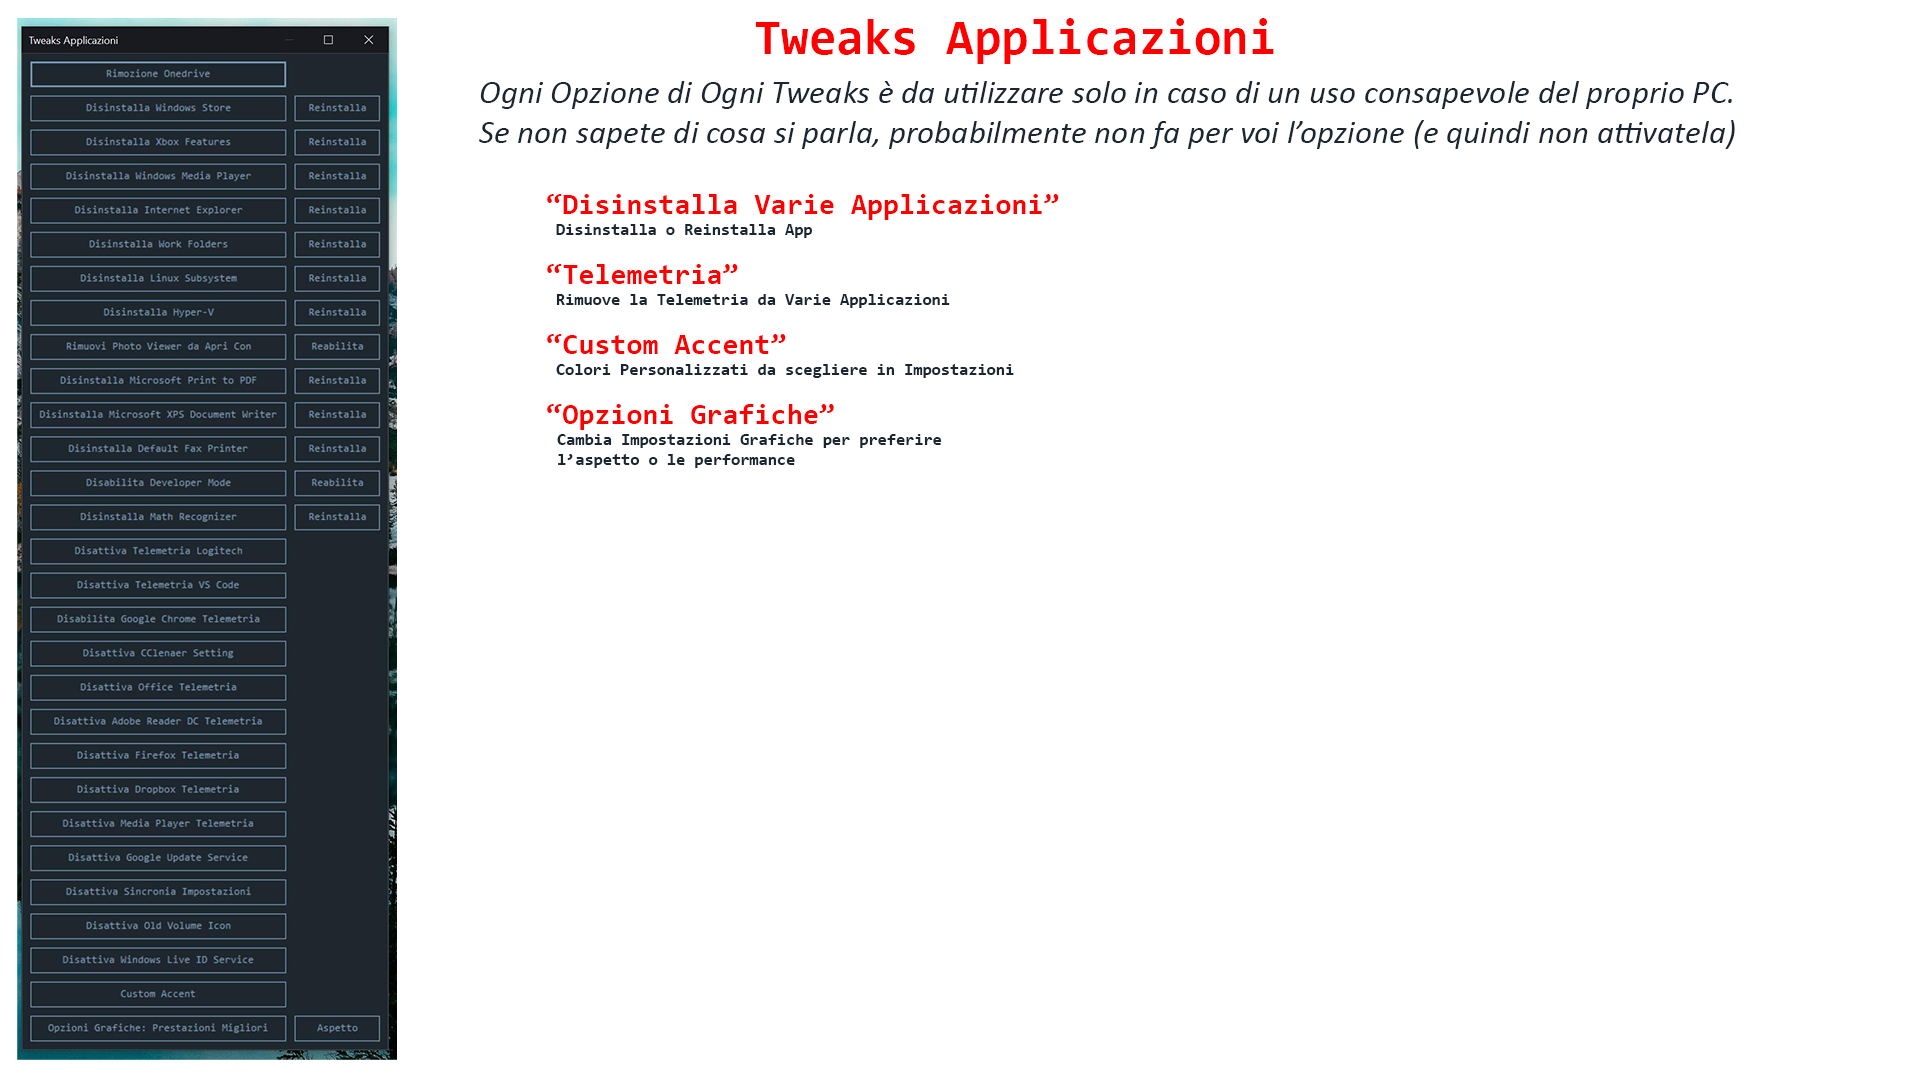 Tweaks Applicazioni
Rimozione Onedrive
Disinstalla Windows Store Reinstalla
Disinstalla Xbox Features Reinstalla
Disinstalla Windows Media Player Reinstalla
Disinstalla Internet Explorer Reinstalla
Disinstalla Work Folders Reinstalla
Disinstalla Linux Subsystem Reinstalla
Disinstalla Hyper-V Reinstalla
Rimuovi Photo Viewer da Apri Con Reabilita
Disinstalla Microsoft Print to PDF Reinstalla
Disinstalla Microsoft XPS Document Writer Reinstalla
Disinstalla Default Fax Printer Reinstalla
Disabilita Developer Mode Reabilita
Disinstalla Math Recognizer Reinstalla
Disattiva Telemetria Logitech
Disattiva Telemetria VS Code
Disabilita Google Chrome Telemetria
Disattiva CClenaer Setting
Disattiva Office Telemetria
Disattiva Adobe Reader DC Telemetria
Disattiva Firefox Telemetria
Disattiva Dropbox Telemetria
Disattiva Media Player Telemetria
Disattiva Google Update Service
Disattiva Sincronia Impostazioni
Disattiva Old Volume Icon
Disattiva Windows Live ID Service
Custom Accent
Opzioni Grafiche: Prestazioni Migliori Aspetto
Tweaks Applicazioni
Ogni Opzione di Ogni Tweaks è da utilizzare solo in caso di un uso consapevole del proprio PC.
Se non sapete di cosa si parla, probabilmente non fa per voi l’opzione (e quindi non attivatela)
“Disinstalla Varie Applicazioni”
Disinstalla o Reinstalla App
“Telemetria”
Rimuove la Telemetria da Varie Applicazioni
“Custom Accent”
Colori Personalizzati da scegliere in Impostazioni
“Opzioni Grafiche”
Cambia Impostazioni Grafiche per preferire
l’aspetto o le performance